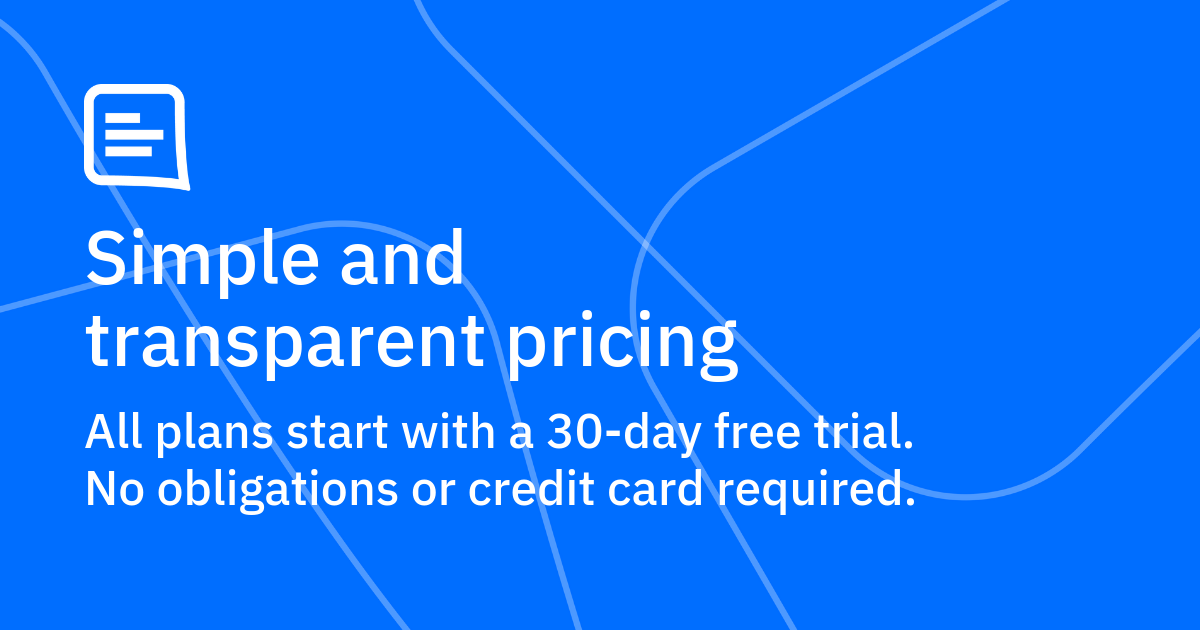 Simple and
transparent pricing
All plans start with a 30-day free trial.
No obligations or credit card required.